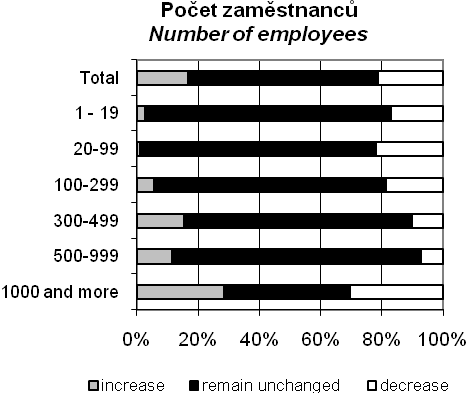 Počet zaměstnanců
Number of employees
Total
1 - 19
20-99
100-299
300-499
500-999
1000 and more
0% 20% 40% 60% 80% 100%
increase remain unchanged decrease